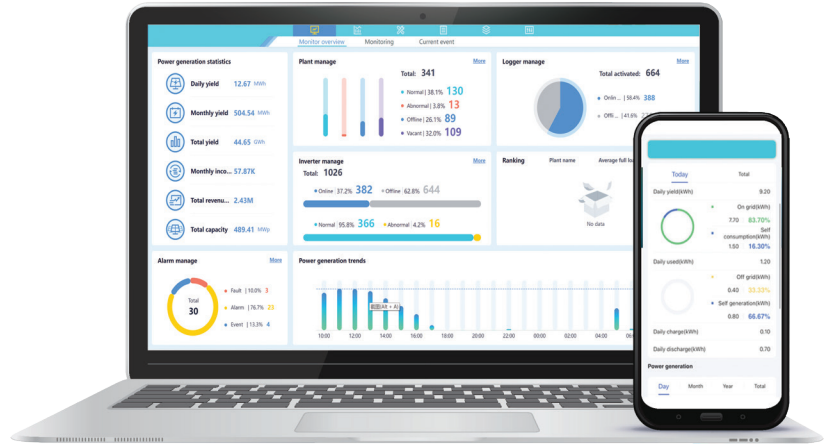 Monitor overview
Monitoring
Current event
Power generation statistics
Daily yield 12.67 MWh
Monthly yield 504.54 MWh
Total yield 44.65 GWh
Monthly inco... 57.87K
Total revenu... 2.43M
Total capacity 489.41 MWp
Plant manage More
Total: 341
Normal | 38.1% 130
Abnormal | 3.8% 13
Offline | 26.1% 89
Vacant | 32.0% 109
Logger manage More
Total activated: 664
Onlin ... | 58.4% 388
Offli ... | 41.6%
Inverter manage More
Total: 1026
Online | 37.2% 382 Offline | 62.8% 644
Normal | 95.8% 366 Abnormal | 4.2% 16
Ranking Plant name Average full
No data
Alarm manage More
Total
30
Fault | 10.0% 3
Alarm | 76.7% 23
Event | 13.3% 4
Power generation trends
(Alt + A)
10:00 12:00 14:00 16:00 18:00 20:00 22:00 00:00 02:00 04:00
Today Total
Daily yield(kWh) 9.20
On grid(kWh)
7.70 83.70%
Self
consumption(kWh)
1.50 16.30%
Daily used(kWh) 1.20
Off grid(kWh)
0.40 33.33%
Self generation(kWh)
0.80 66.67%
Daily charge(kWh) 0.10
Daily discharge(kWh) 0.70
Power generation
Day Month Year Total